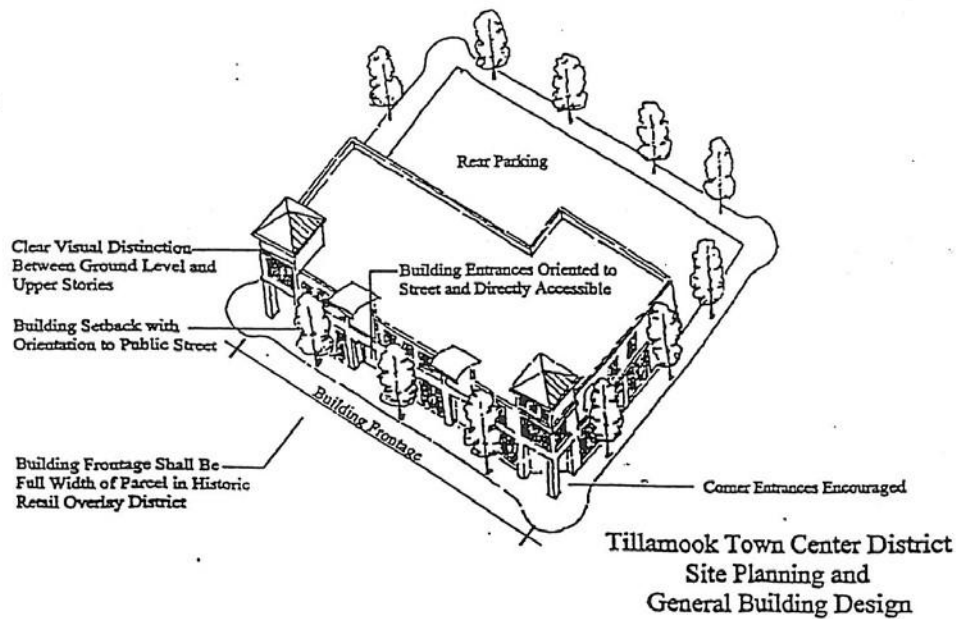 Rear Parking
Clear Visual Distinction
Between Ground Level and
Upper Stories
Building Entrances Oriented to
Street and Directly Accessible
Building Setback with
Orientation to Public Street
Building Frontage
Building Frontage Shall Be
Full Width of Parcel in Historic
Retail Overlay District
Corner Entrances Encouraged
Tillamook Town Center District
Site Planning and
General Building Design